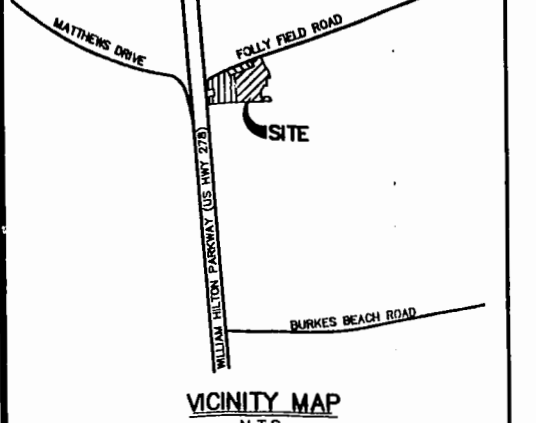 MATTHEWS DRIVE
FOLLY FIELD ROAD
SITE
WILLIAM HILTON PARKWAY (US HWY 278)
BURKES BEACH ROAD
VICINITY MAP